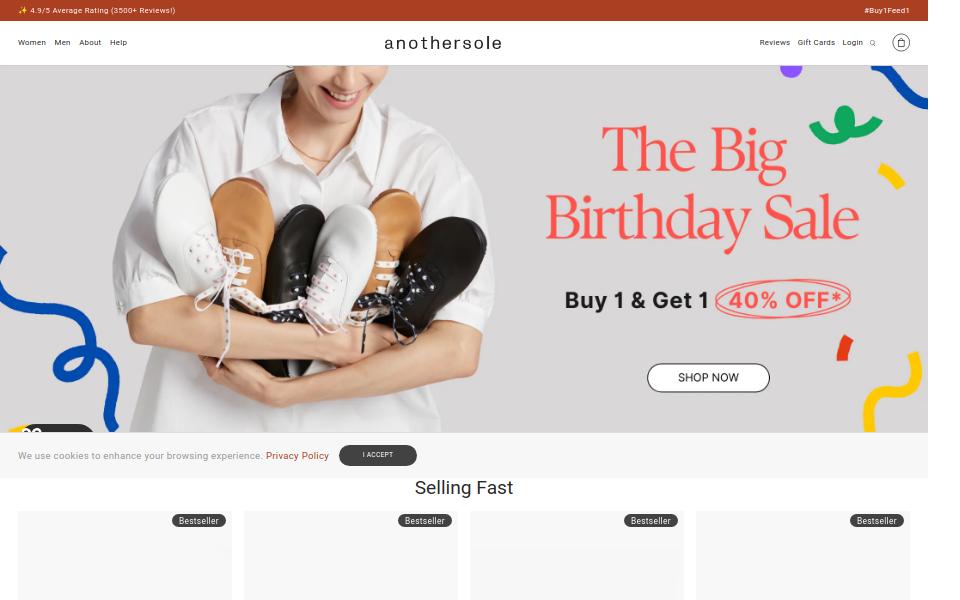 ✨ 4.9/5 Average Rating (3500+ Reviews!)
#Buy1Feed1
Women Men About Help
anothersole
Reviews Gift Cards Login
The Big
Birthday Sale
Buy 1 & Get 1 40% OFF*
SHOP NOW
We use cookies to enhance your browsing experience. Privacy Policy
I ACCEPT
Selling Fast
Bestseller
Bestseller
Bestseller
Bestseller